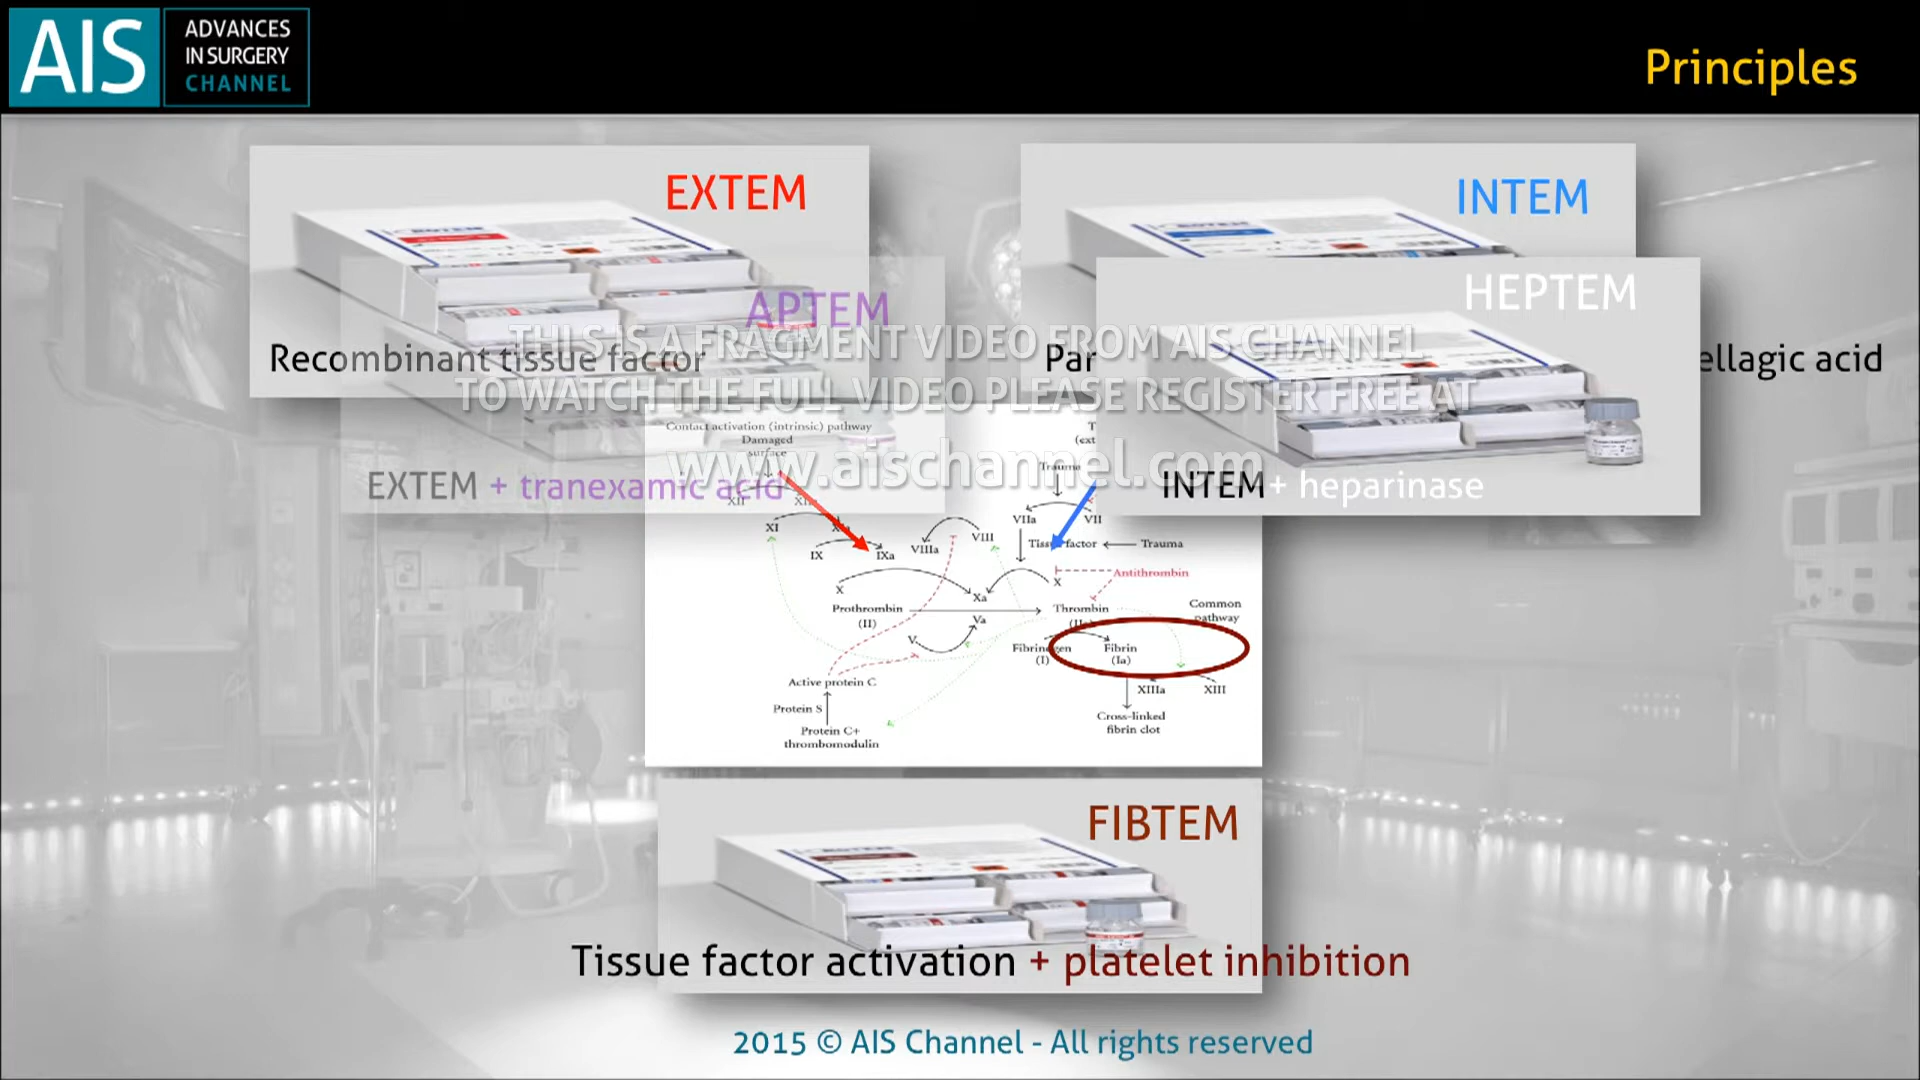 AIS
ADVANCES
IN SURGERY
CHANNEL
Principles
EXTEM
INTEM
APTEM
HEPTEM
THIS IS A FRAGMENT VIDEO FROM AIS CHANNEL
Recombinant tissue factor
Par
ellagic acid
TO WATCH THE FULL VIDEO PLEASE REGISTER FREE AT
www.aischannel.com
Contact activation (intrinsic) pathway
Damaged
surface
T
(ext
Trauma
EXTEM + tranexamic acid
INTEM + heparinase
XII
XI
VIIa
VII
IX
IXa
VIIIa
VIII
Tissue factor
Trauma
X
Xa
X
Antithrombin
Prothrombin
(II)
Va
Thrombin
Common
pathway
V
Fibrinogen
(I)
Fibrin
(Ia)
Active protein C
XIIIa
XIII
Protein S
Cross-linked
fibrin clot
Protein C+
thrombomodulin
FIBTEM
Tissue factor activation + platelet inhibition
2015 © AIS Channel - All rights reserved